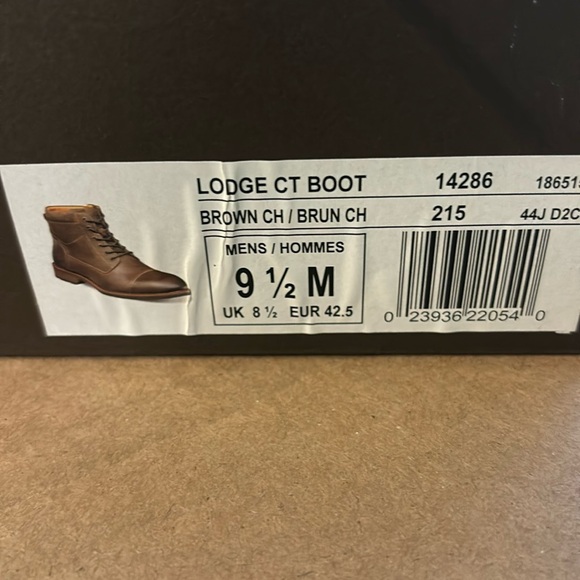 LODGE CT BOOT 14286
BROWN CH / BRUN CH 215 44J D2C
MENS / HOMMES
9 ½ M
UK 8 ½ EUR 42.5
0 23936 22054 0